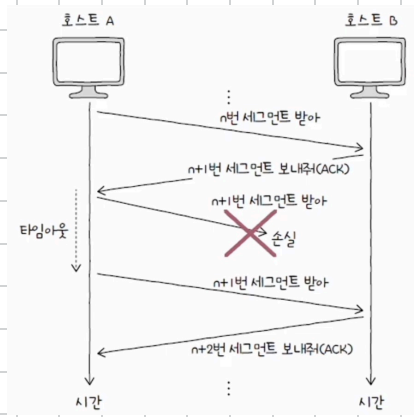 호스트 A
호스트 B
⋮
n번 세그먼트 받아
n+1번 세그먼트 보내줘(ACK)
n+1번 세그먼트 받아
타임아웃
손실
n+1번 세그먼트 받아
n+2번 세그먼트 보내줘(ACK)
⋮
시간
시간